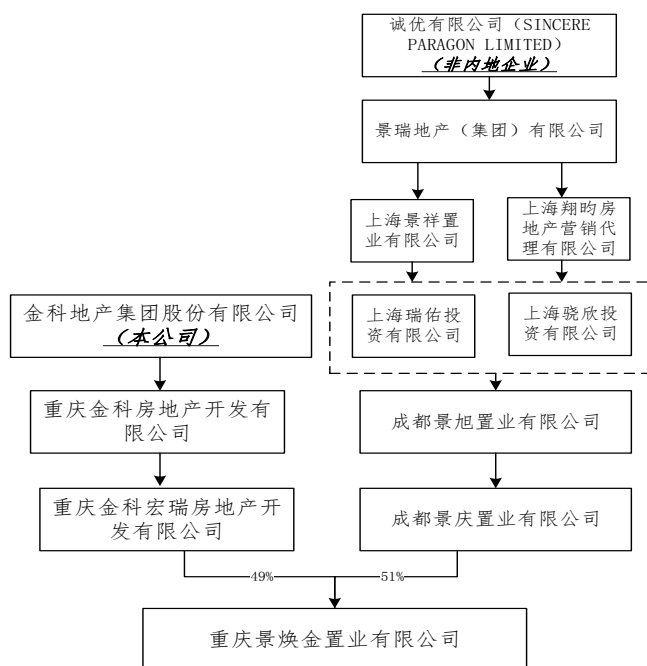 诚优有限公司（SINCERE
PARAGON LIMITED）
（非内地企业）
景瑞地产（集团）有限公司
上海景祥置
业有限公司
上海翔昀房
地产营销代
理有限公司
金科地产集团股份有限公司
（本公司）
上海瑞佑投
资有限公司
上海骁欣投
资有限公司
重庆金科房地产开发有
限公司
成都景旭置业有限公司
重庆金科宏瑞房地产开
发有限公司
成都景庆置业有限公司
49%
51%
重庆景焕金置业有限公司